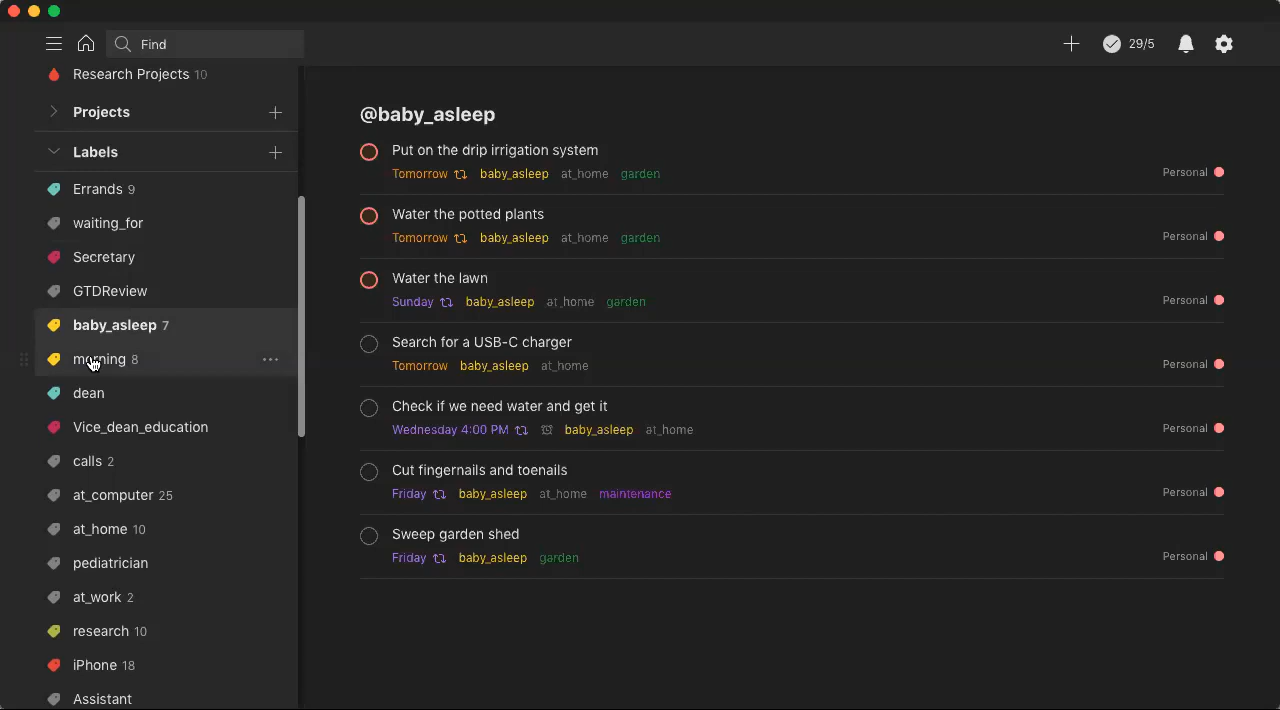 Find
29/5
Research Projects 10
Projects
Labels
Errands 9
waiting_for
Secretary
GTDReview
baby_asleep 7
morning 8
dean
Vice_dean_education
calls 2
at_computer 25
at_home 10
pediatrician
at_work 2
research 10
iPhone 18
Assistant
@baby_asleep
Put on the drip irrigation system
Tomorrow baby_asleep at_home garden Personal
Water the potted plants
Tomorrow baby_asleep at_home garden Personal
Water the lawn
Sunday baby_asleep at_home garden Personal
Search for a USB-C charger
Tomorrow baby_asleep at_home Personal
Check if we need water and get it
Wednesday 4:00 PM baby_asleep at_home Personal
Cut fingernails and toenails
Friday baby_asleep at_home maintenance Personal
Sweep garden shed
Friday baby_asleep garden Personal